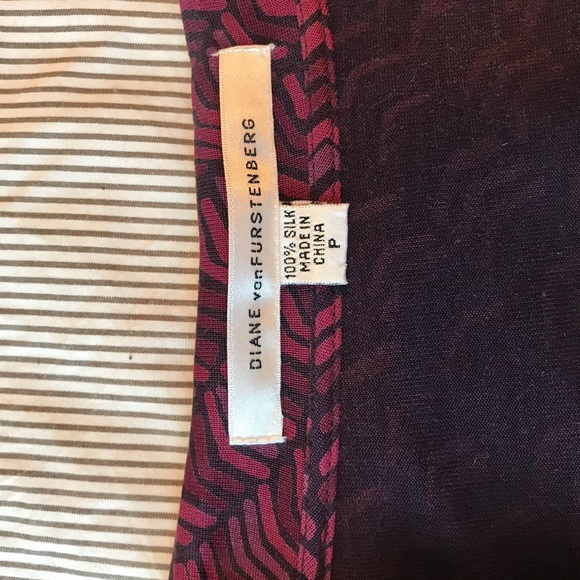 DIANE von FURSTENBERG
100% SILK
MADE IN
CHINA
P